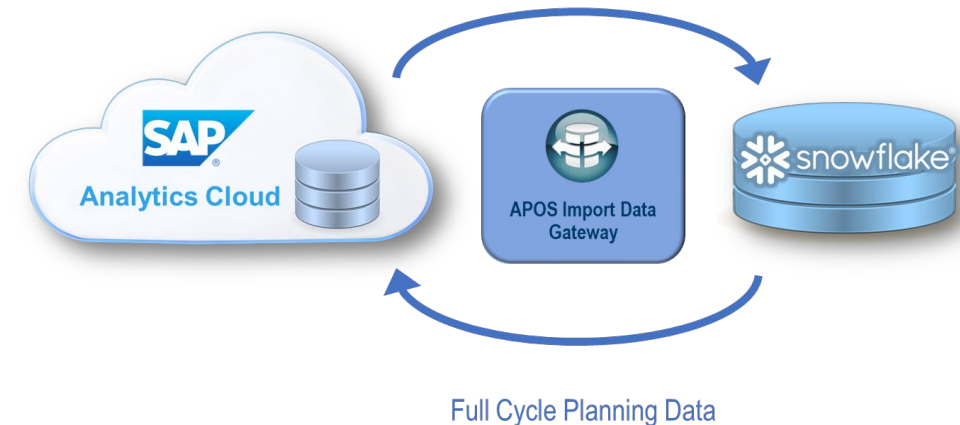 SAP
®
Analytics Cloud
APOS Import Data
Gateway
snowflake®
Full Cycle Planning Data